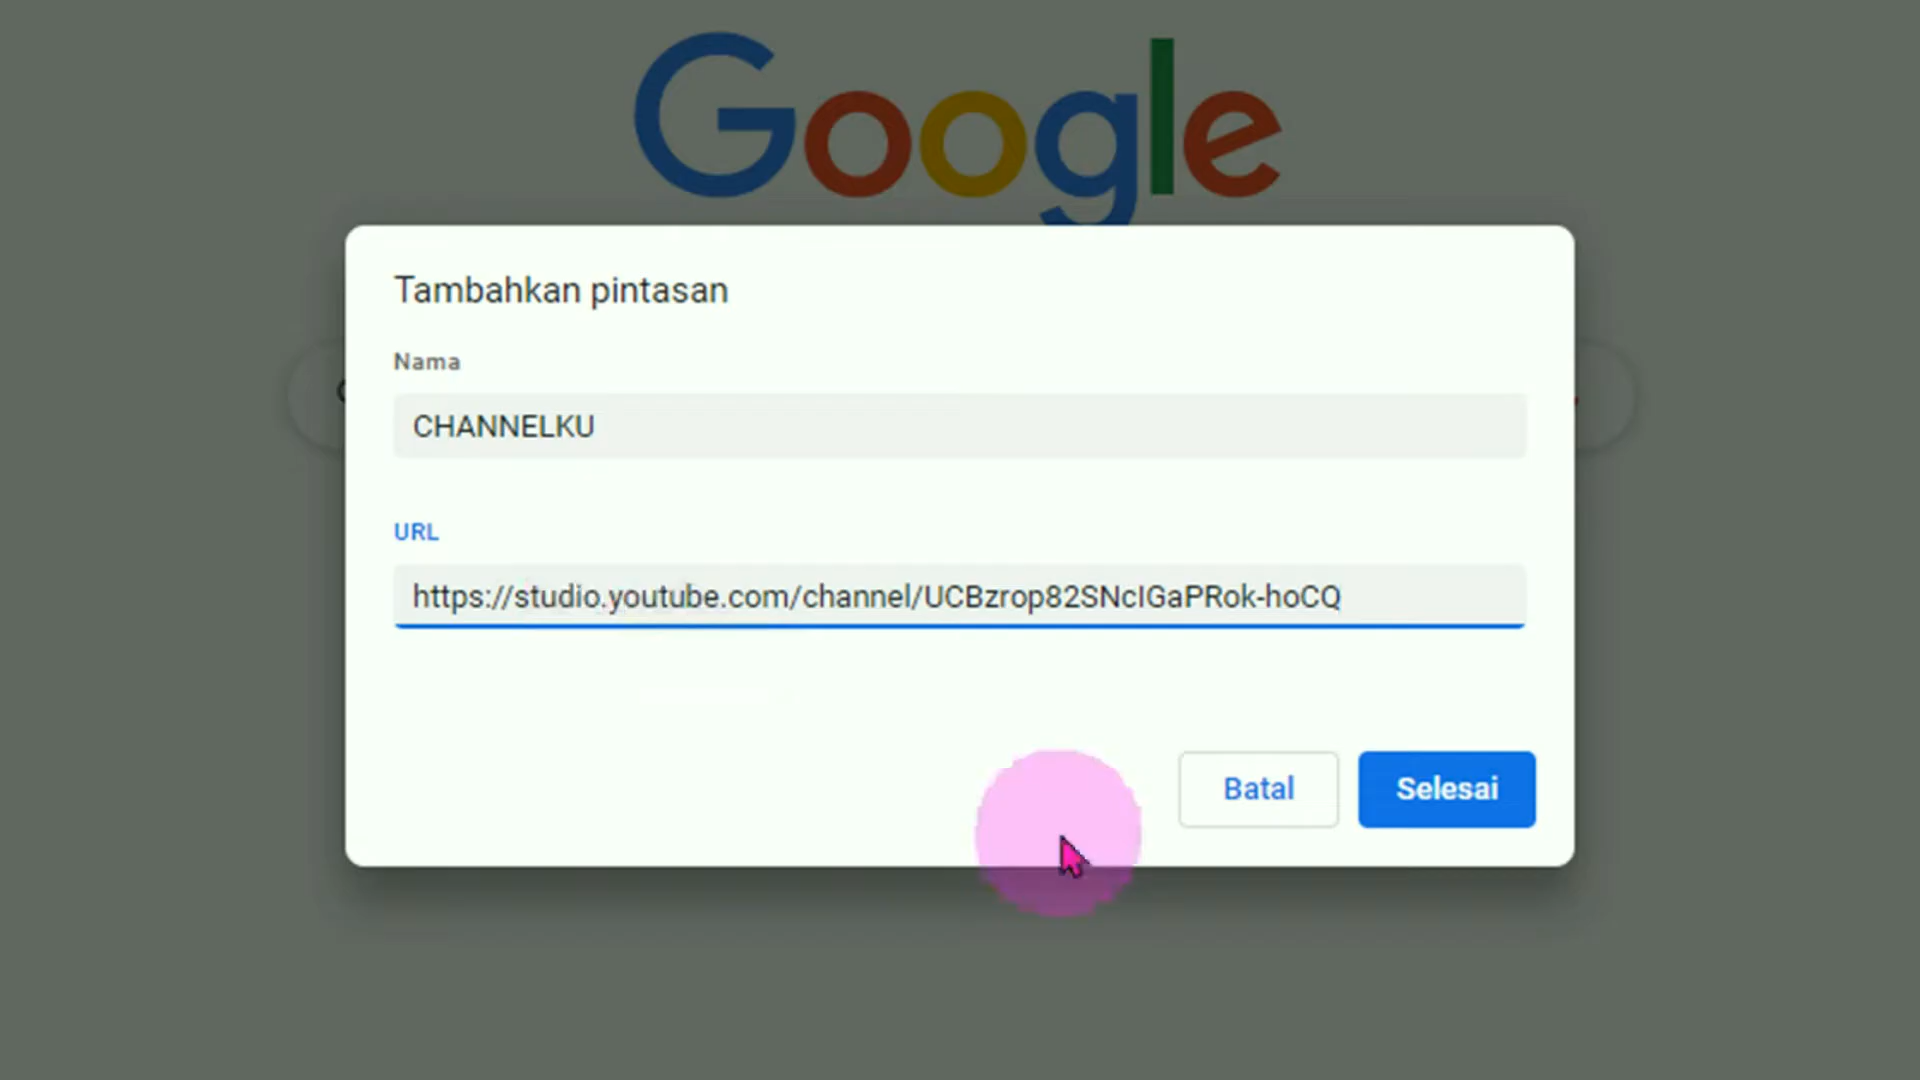 Google
Tambahkan pintasan
Nama
CHANNELKU
URL
https://studio.youtube.com/channel/UCBzrop82SNcIGaPRok-hoCQ
Batal
Selesai